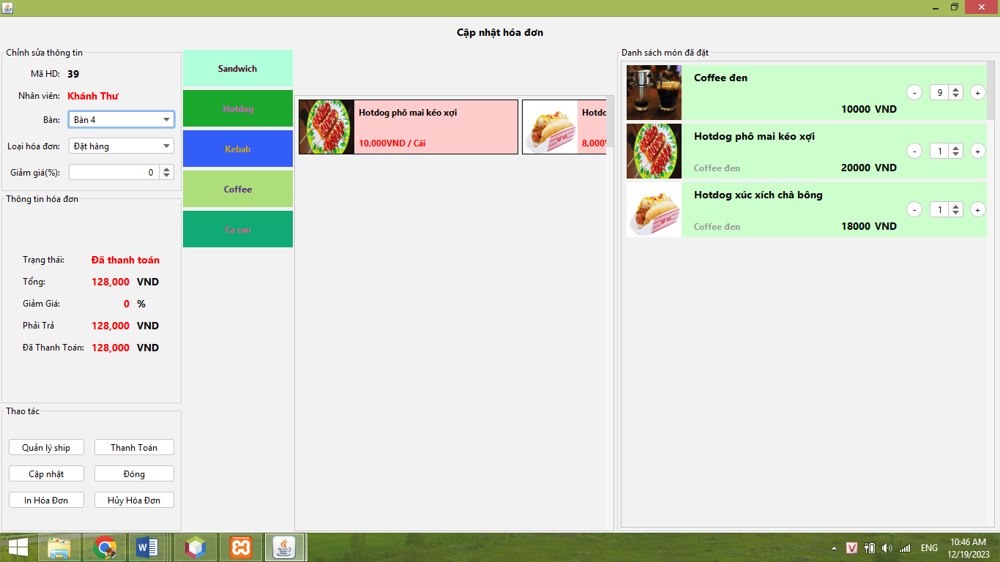 Cập nhật hóa đơn
Chỉnh sửa thông tin
Mã HD: 39
Nhân viên: Khánh Thư
Bàn: Bàn 4
Loại hóa đơn: Đặt hàng
Giảm giá(%): 0
Thông tin hóa đơn
Trạng thái: Đã thanh toán
Tổng: 128,000 VND
Giảm Giá: 0 %
Phải Trả 128,000 VND
Đã Thanh Toán: 128,000 VND
Thao tác
Quản lý ship Thanh Toán
Cập nhật Đóng
In Hóa Đơn Hủy Hóa Đơn
Sandwich
Hotdog
Kebab
Coffee
Ca cao
Hotdog phô mai kéo xợi
10,000VND / Cái
Hotd
8,000
Danh sách món đã đặt
Coffee đen
- 9 +
10000 VND
Hotdog phô mai kéo xợi
- 1 +
Coffee đen 20000 VND
Hotdog xúc xích chà bông
- 1 +
Coffee đen 18000 VND
ENG
10:46 AM
12/19/2023